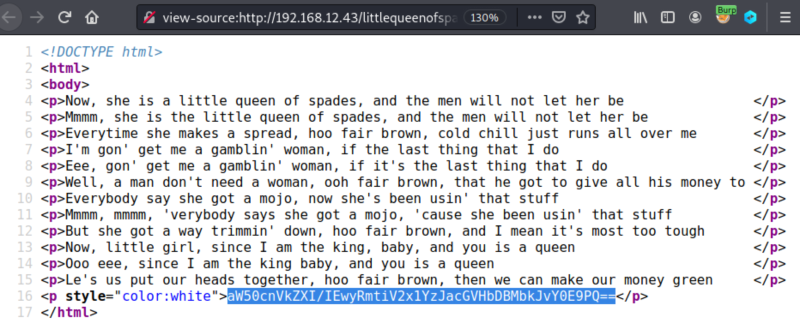 view-source:http://192.168.12.43/littlequeenofspa 130% Burp
1 <!DOCTYPE html>
2 <html>
3 <body>
4 <p>Now, she is a little queen of spades, and the men will not let her be </p>
5 <p>Mmmm, she is the little queen of spades, and the men will not let her be </p>
6 <p>Everytime she makes a spread, hoo fair brown, cold chill just runs all over me </p>
7 <p>I'm gon' get me a gamblin' woman, if the last thing that I do </p>
8 <p>Eee, gon' get me a gamblin' woman, if it's the last thing that I do </p>
9 <p>Well, a man don't need a woman, ooh fair brown, that he got to give all his money to </p>
10 <p>Everybody say she got a mojo, now she's been usin' that stuff </p>
11 <p>Mmmm, mmmm, 'verybody says she got a mojo, 'cause she been usin' that stuff </p>
12 <p>But she got a way trimmin' down, hoo fair brown, and I mean it's most too tough </p>
13 <p>Now, little girl, since I am the king, baby, and you is a queen </p>
14 <p>Ooo eee, since I am the king baby, and you is a queen </p>
15 <p>Le's us put our heads together, hoo fair brown, then we can make our money green </p>
16 <p style="color:white">aW50cnVkZXI/IEwyRmtiV2x1YzJacGVHbDBMbkJvY0E9PQ==</p>
17 </html>